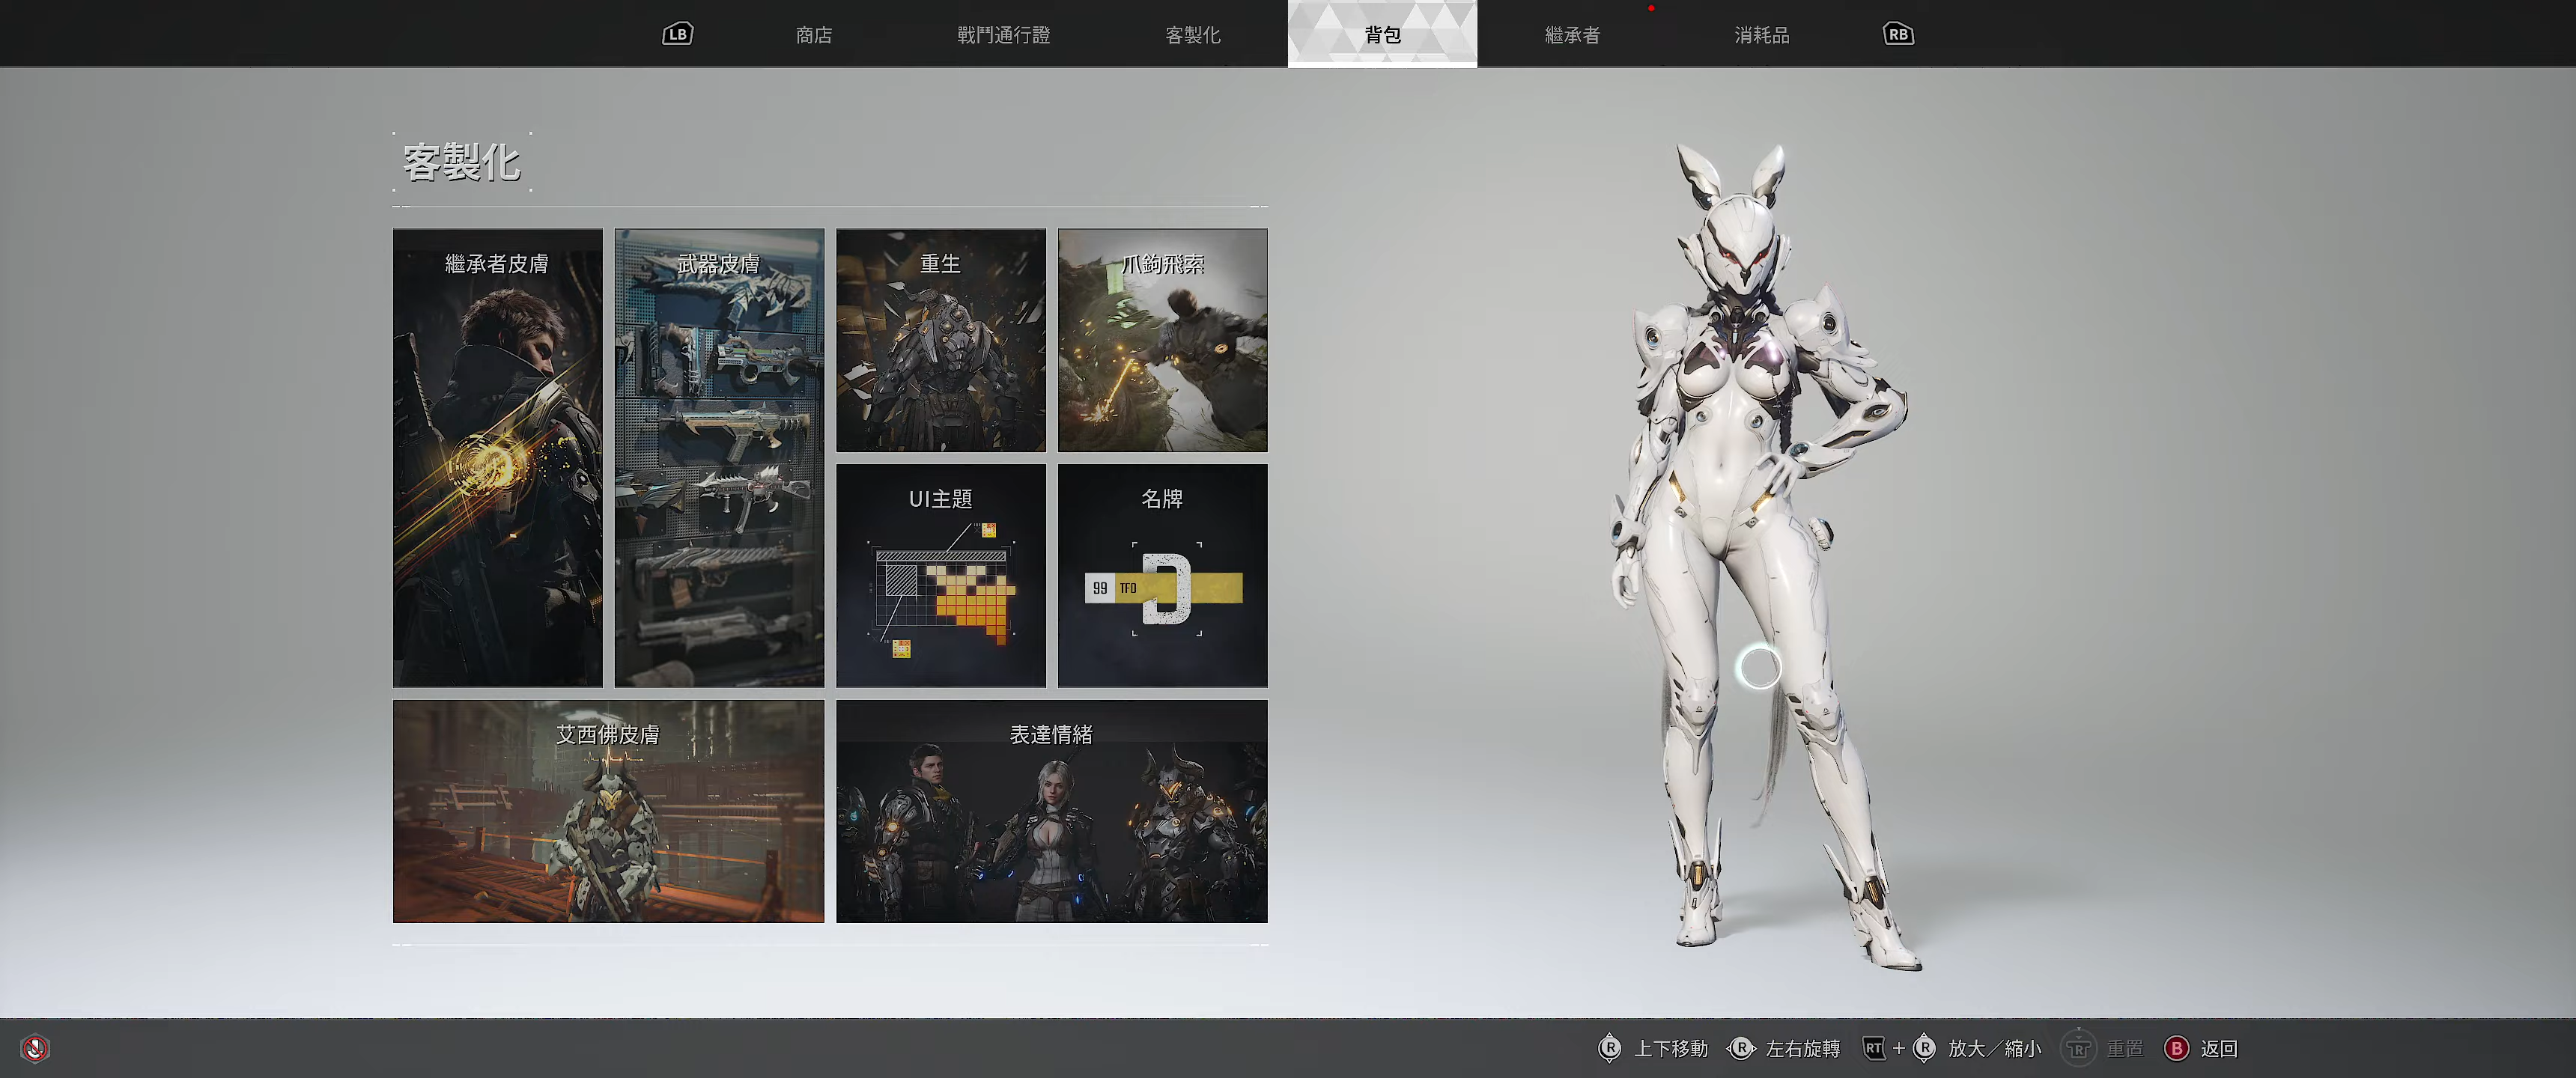 LB
商店
戰鬥通行證
客製化
背包
繼承者
消耗品
RB
客製化
繼承者皮膚
武器皮膚
重生
爪鉤飛索
UI主題
名牌
99 TFD
D
艾西佛皮膚
表達情緒
R 上下移動
R 左右旋轉
RT + R 放大／縮小
R 重置
B 返回